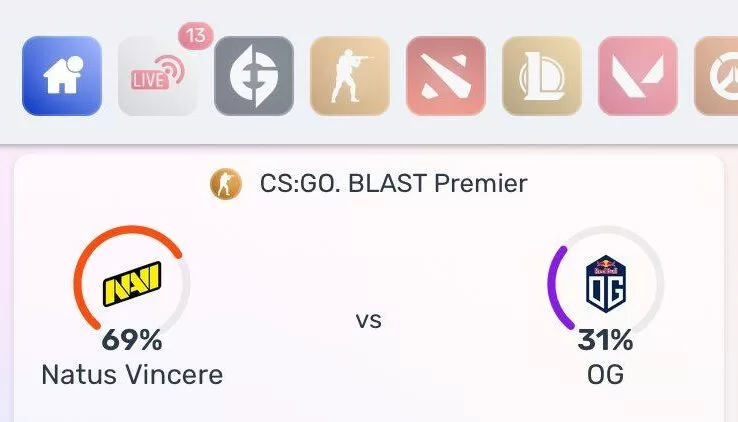 13
LIVE
CS:GO. BLAST Premier
NAVI
Red Bull
OG
69%
vs
31%
Natus Vincere
OG